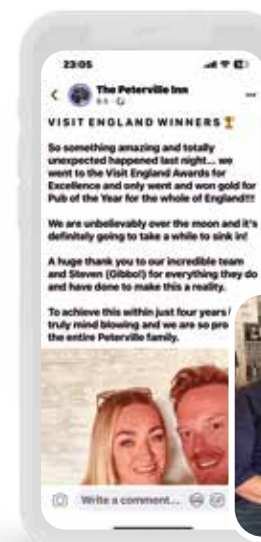 23:05
The Peterville Inn
VISIT ENGLAND WINNERS 🏆
So something amazing and totally
unexpected happened last night... we
went to the Visit England Awards for
Excellence and only went and won gold for
Pub of the Year for the whole of England!!!
We are unbelievably over the moon and it's
definitely going to take a while to sink in!
A huge thank you to our incredible team
and Steven (Gibbo!) for everything they do
and have done to make this a reality.
To achieve this within just four years
truly mind blowing and we are so pro
the entire Peterville family.
Write a comment...